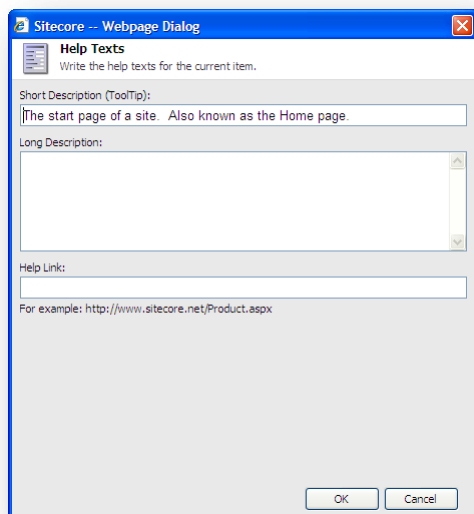 Sitecore -- Webpage Dialog
Help Texts
Write the help texts for the current item.
Short Description (ToolTip):
The start page of a site.  Also known as the Home page.
Long Description:
Help Link:
For example: http://www.sitecore.net/Product.aspx
OK Cancel